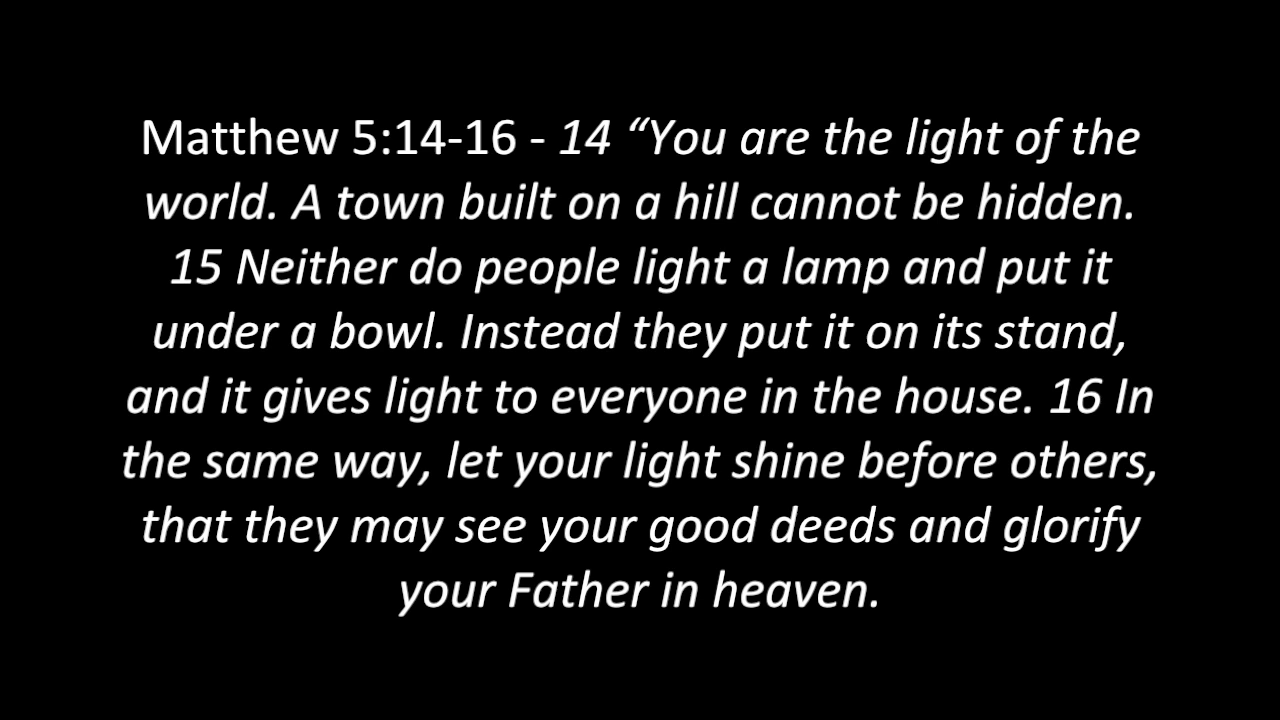 Matthew 5:14-16 - 14 “You are the light of the
world. A town built on a hill cannot be hidden.
15 Neither do people light a lamp and put it
under a bowl. Instead they put it on its stand,
and it gives light to everyone in the house. 16 In
the same way, let your light shine before others,
that they may see your good deeds and glorify
your Father in heaven.